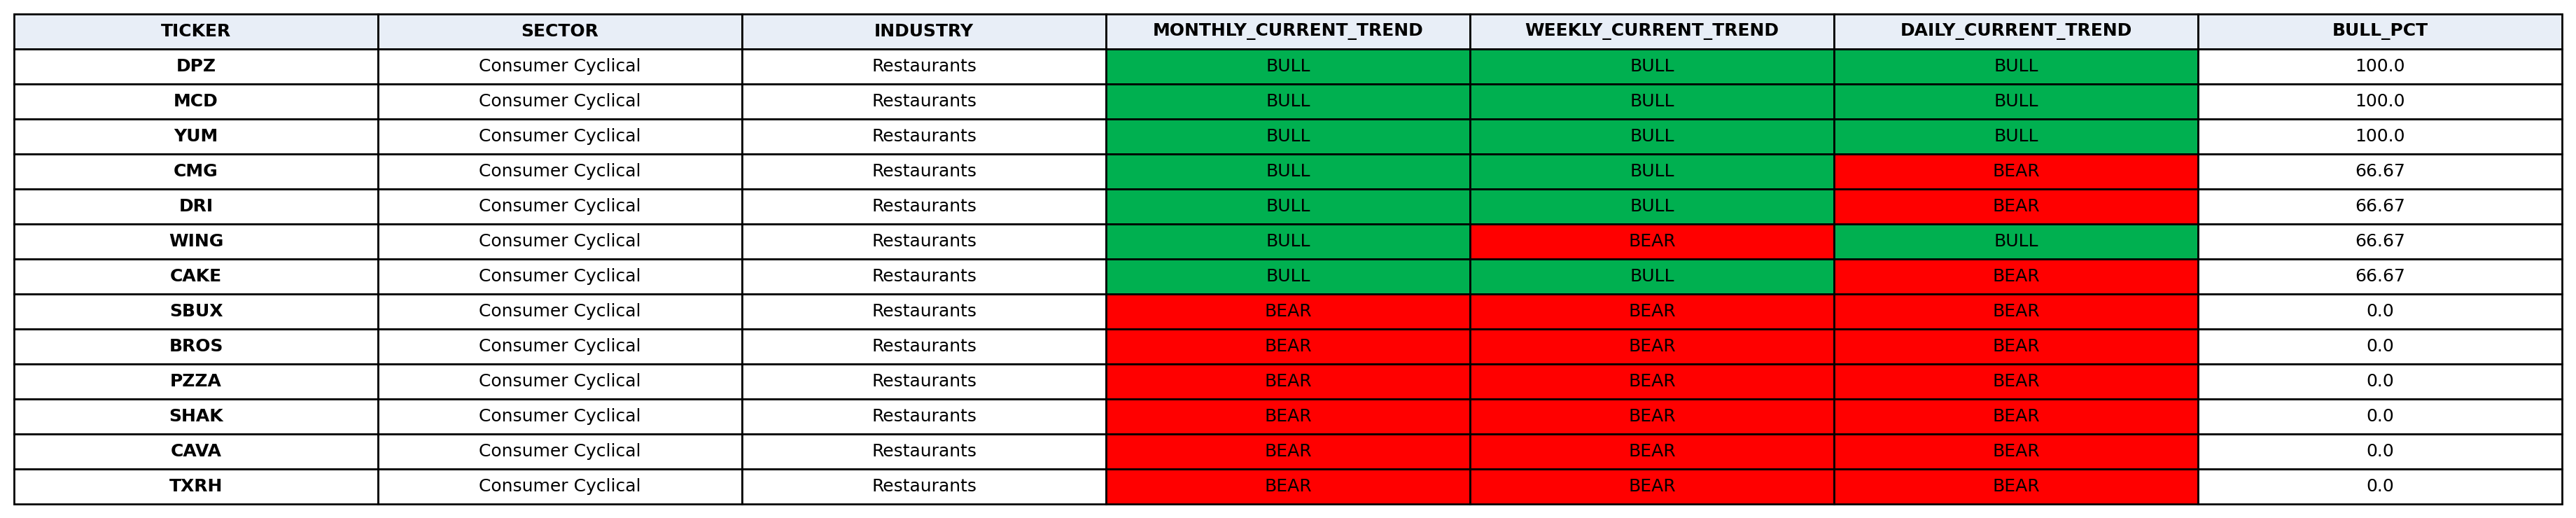 TICKER SECTOR INDUSTRY MONTHLY_CURRENT_TREND WEEKLY_CURRENT_TREND DAILY_CURRENT_TREND BULL_PCT
DPZ Consumer Cyclical Restaurants BULL BULL BULL 100.0
MCD Consumer Cyclical Restaurants BULL BULL BULL 100.0
YUM Consumer Cyclical Restaurants BULL BULL BULL 100.0
CMG Consumer Cyclical Restaurants BULL BULL BEAR 66.67
DRI Consumer Cyclical Restaurants BULL BULL BEAR 66.67
WING Consumer Cyclical Restaurants BULL BEAR BULL 66.67
CAKE Consumer Cyclical Restaurants BULL BULL BEAR 66.67
SBUX Consumer Cyclical Restaurants BEAR BEAR BEAR 0.0
BROS Consumer Cyclical Restaurants BEAR BEAR BEAR 0.0
PZZA Consumer Cyclical Restaurants BEAR BEAR BEAR 0.0
SHAK Consumer Cyclical Restaurants BEAR BEAR BEAR 0.0
CAVA Consumer Cyclical Restaurants BEAR BEAR BEAR 0.0
TXRH Consumer Cyclical Restaurants BEAR BEAR BEAR 0.0